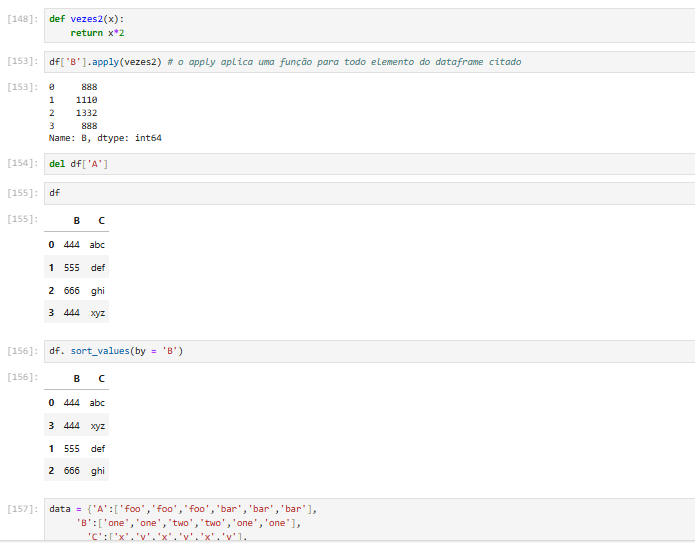 [148]: def vezes2(x):
return x*2
[153]: df['B'].apply(vezes2) # o apply aplica uma função para todo elemento do dataframe citado
[153]: 0 888
1 1110
2 1332
3 888
Name: B, dtype: int64
[154]: del df['A']
[155]: df
[155]: B C
0 444 abc
1 555 def
2 666 ghi
3 444 xyz
[156]: df. sort_values(by = 'B')
[156]: B C
0 444 abc
3 444 xyz
1 555 def
2 666 ghi
[157]: data = {'A':['foo','foo','foo','bar','bar','bar'],
'B':['one','one','two','two','one','one'],
'C':['x','y','x','y','x','y'],